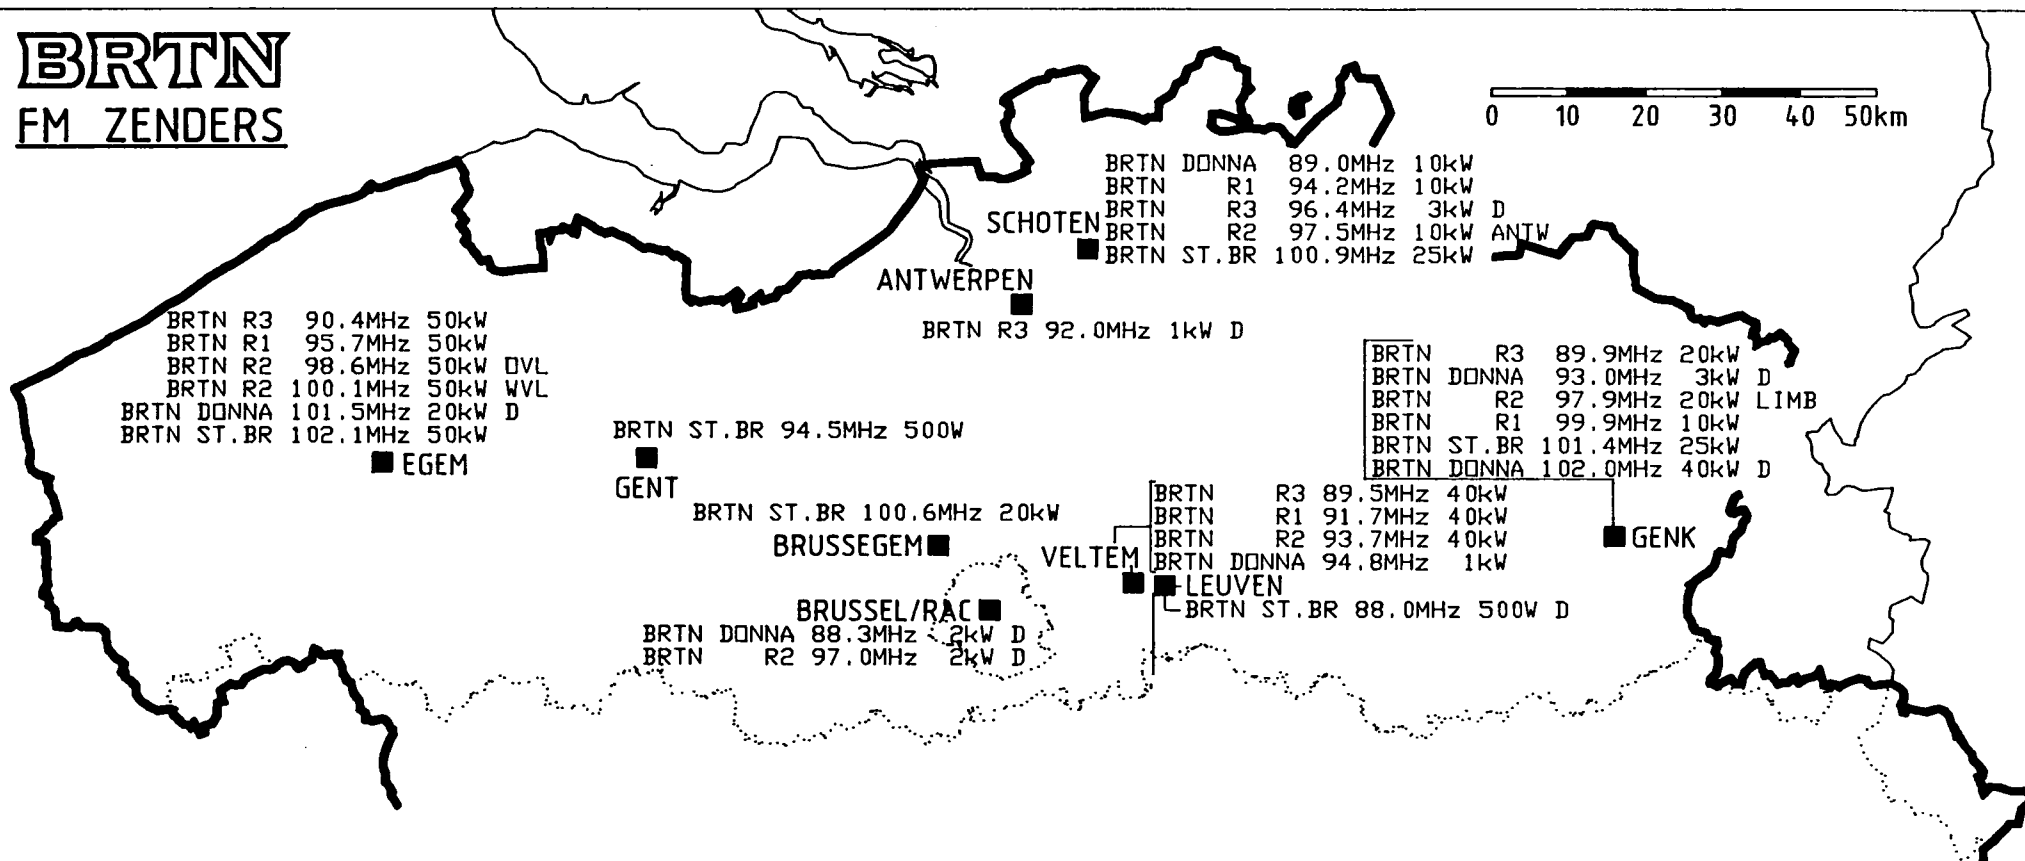 BRTN
FM ZENDERS
0 10 20 30 40 50km
BRTN DONNA 89.0MHz 10kW
BRTN R1 94.2MHz 10kW
BRTN R3 96.4MHz 3kW D
BRTN R2 97.5MHz 10kW ANTW
BRTN ST.BR 100.9MHz 25kW
SCHOTEN
ANTWERPEN
BRTN R3 92.0MHz 1kW D
BRTN R3 90.4MHz 50kW
BRTN R1 95.7MHz 50kW
BRTN R2 98.6MHz 50kW OVL
BRTN R2 100.1MHz 50kW WVL
BRTN DONNA 101.5MHz 20kW D
BRTN ST.BR 102.1MHz 50kW
EGEM
BRTN ST.BR 94.5MHz 500W
GENT
BRTN R3 89.9MHz 20kW
BRTN DONNA 93.0MHz 3kW D
BRTN R2 97.9MHz 20kW LIMB
BRTN R1 99.9MHz 10kW
BRTN ST.BR 101.4MHz 25kW
BRTN DONNA 102.0MHz 40kW D
GENK
BRTN ST.BR 100.6MHz 20kW
BRUSSEGEM
BRTN R3 89.5MHz 40kW
BRTN R1 91.7MHz 40kW
BRTN R2 93.7MHz 40kW
BRTN DONNA 94.8MHz 1kW
VELTEM
LEUVEN
BRTN ST.BR 88.0MHz 500W D
BRUSSEL/RAC
BRTN DONNA 88.3MHz 2kW D
BRTN R2 97.0MHz 2kW D